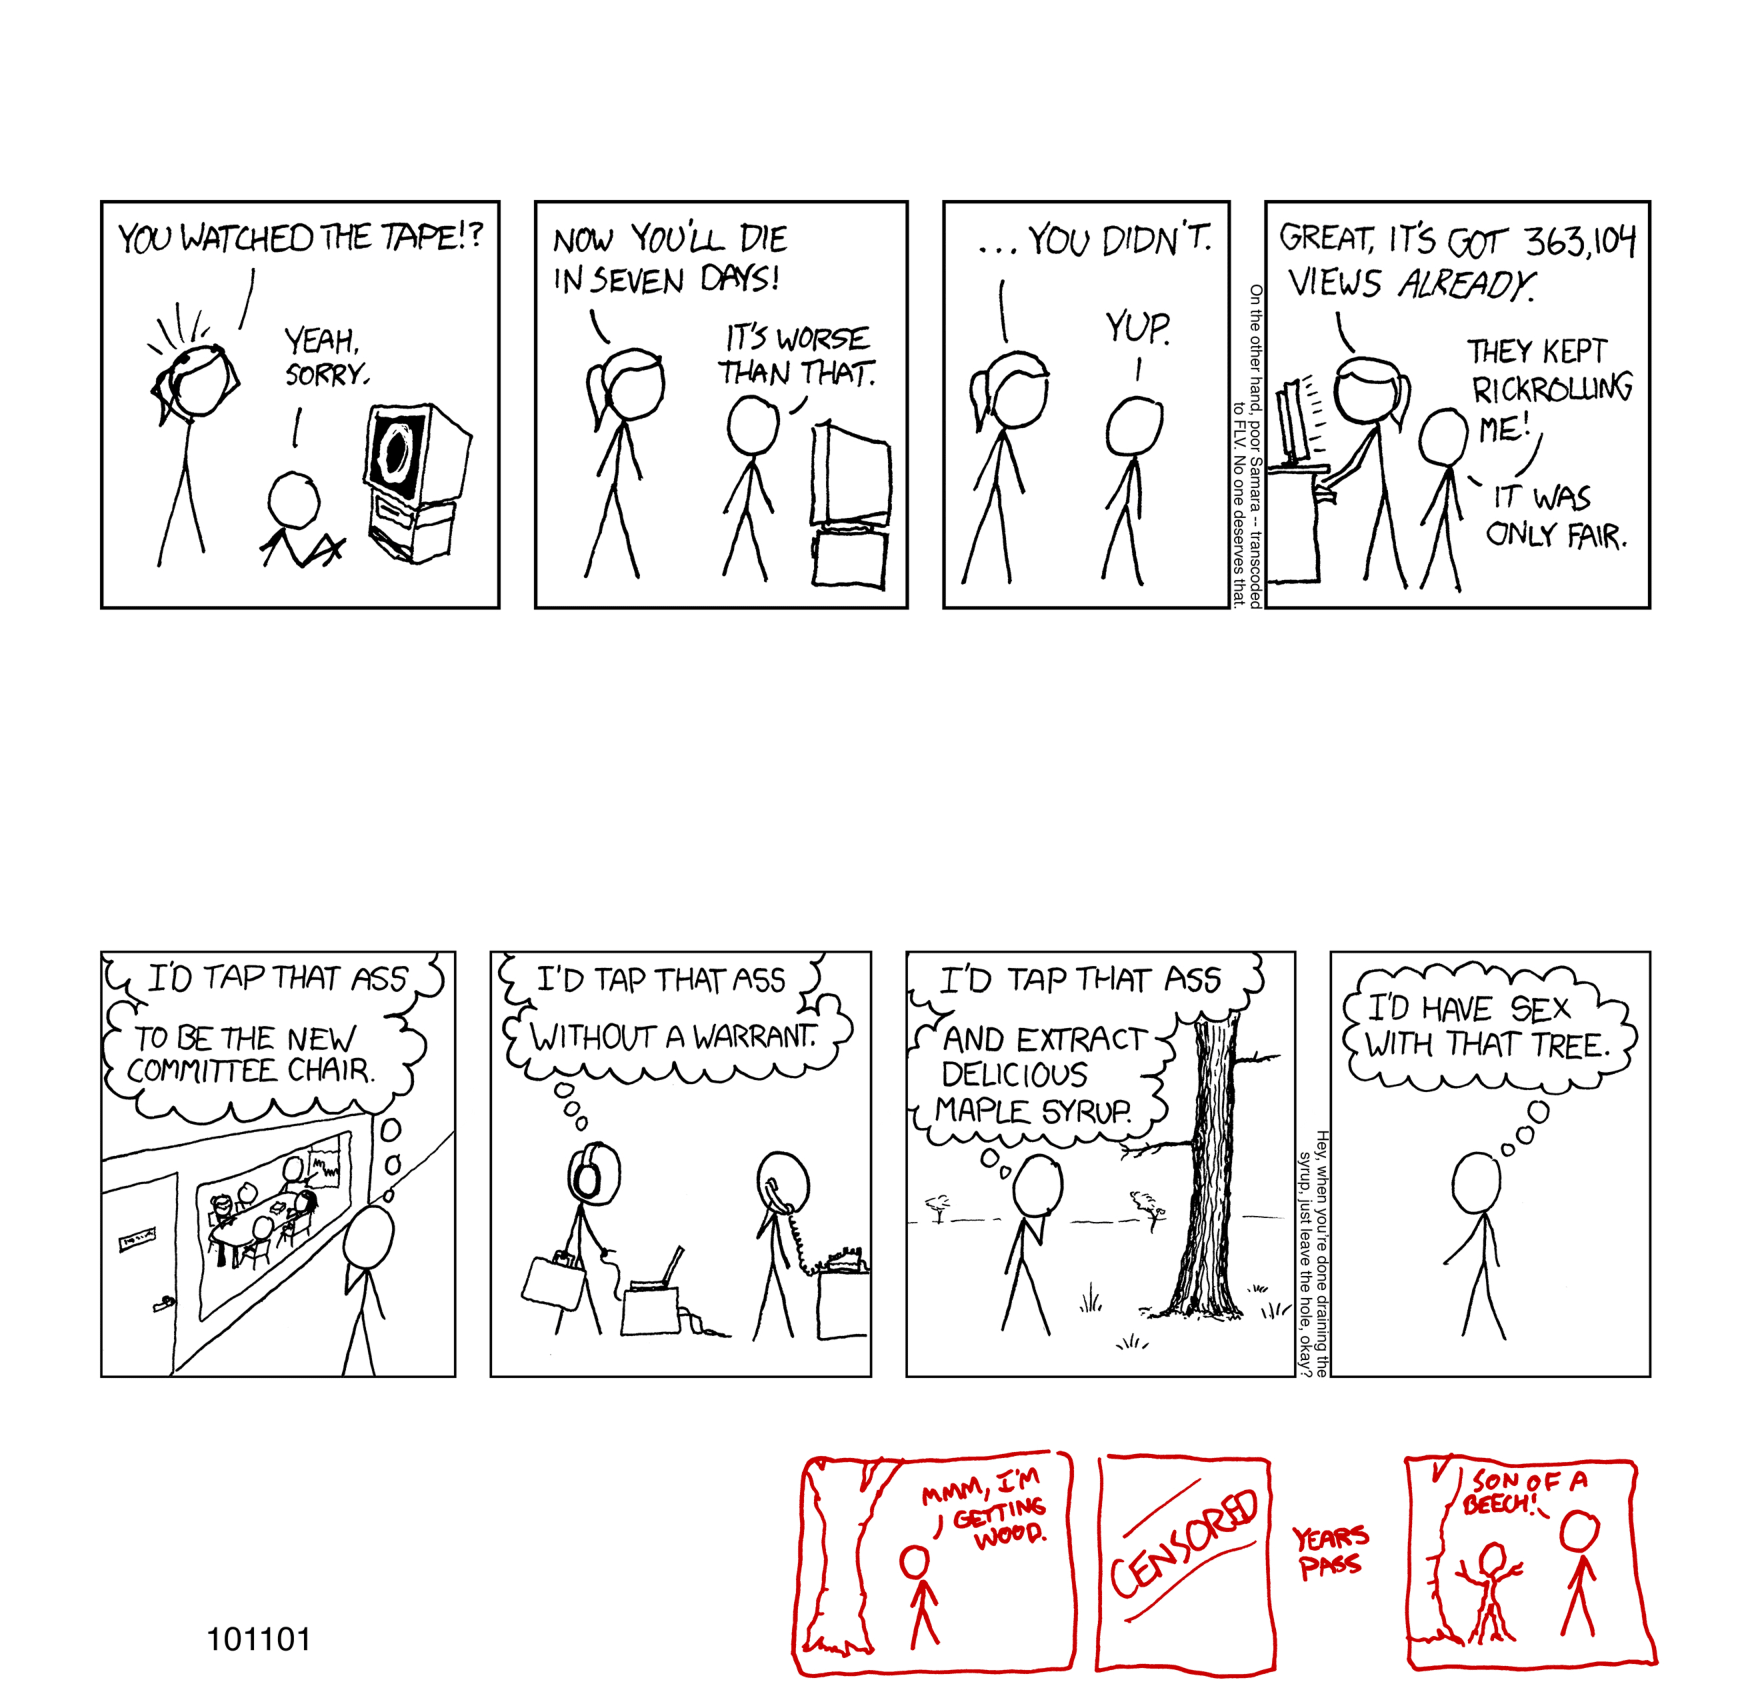 YOU WATCHED THE TAPE!?
YEAH,
SORRY.
NOW YOU'LL DIE
IN SEVEN DAYS!
IT'S WORSE
THAN THAT.
...YOU DIDN'T.
YUP.
On the other hand, poor Samara -- transcoded
to FLV. No one deserves that.
GREAT, IT'S GOT 363,104
VIEWS ALREADY.
THEY KEPT
RICKROLLING
ME!
IT WAS
ONLY FAIR.
I'D TAP THAT ASS
TO BE THE NEW
COMMITTEE CHAIR.
I'D TAP THAT ASS
WITHOUT A WARRANT.
I'D TAP THAT ASS
AND EXTRACT
DELICIOUS
MAPLE SYRUP.
Hey, when you're done draining the
syrup, just leave the hole, okay?
I'D HAVE SEX
WITH THAT TREE.
MMM, I'M
GETTING
WOOD.
CENSORED
YEARS
PASS
SON OF A
BEECH!
101101